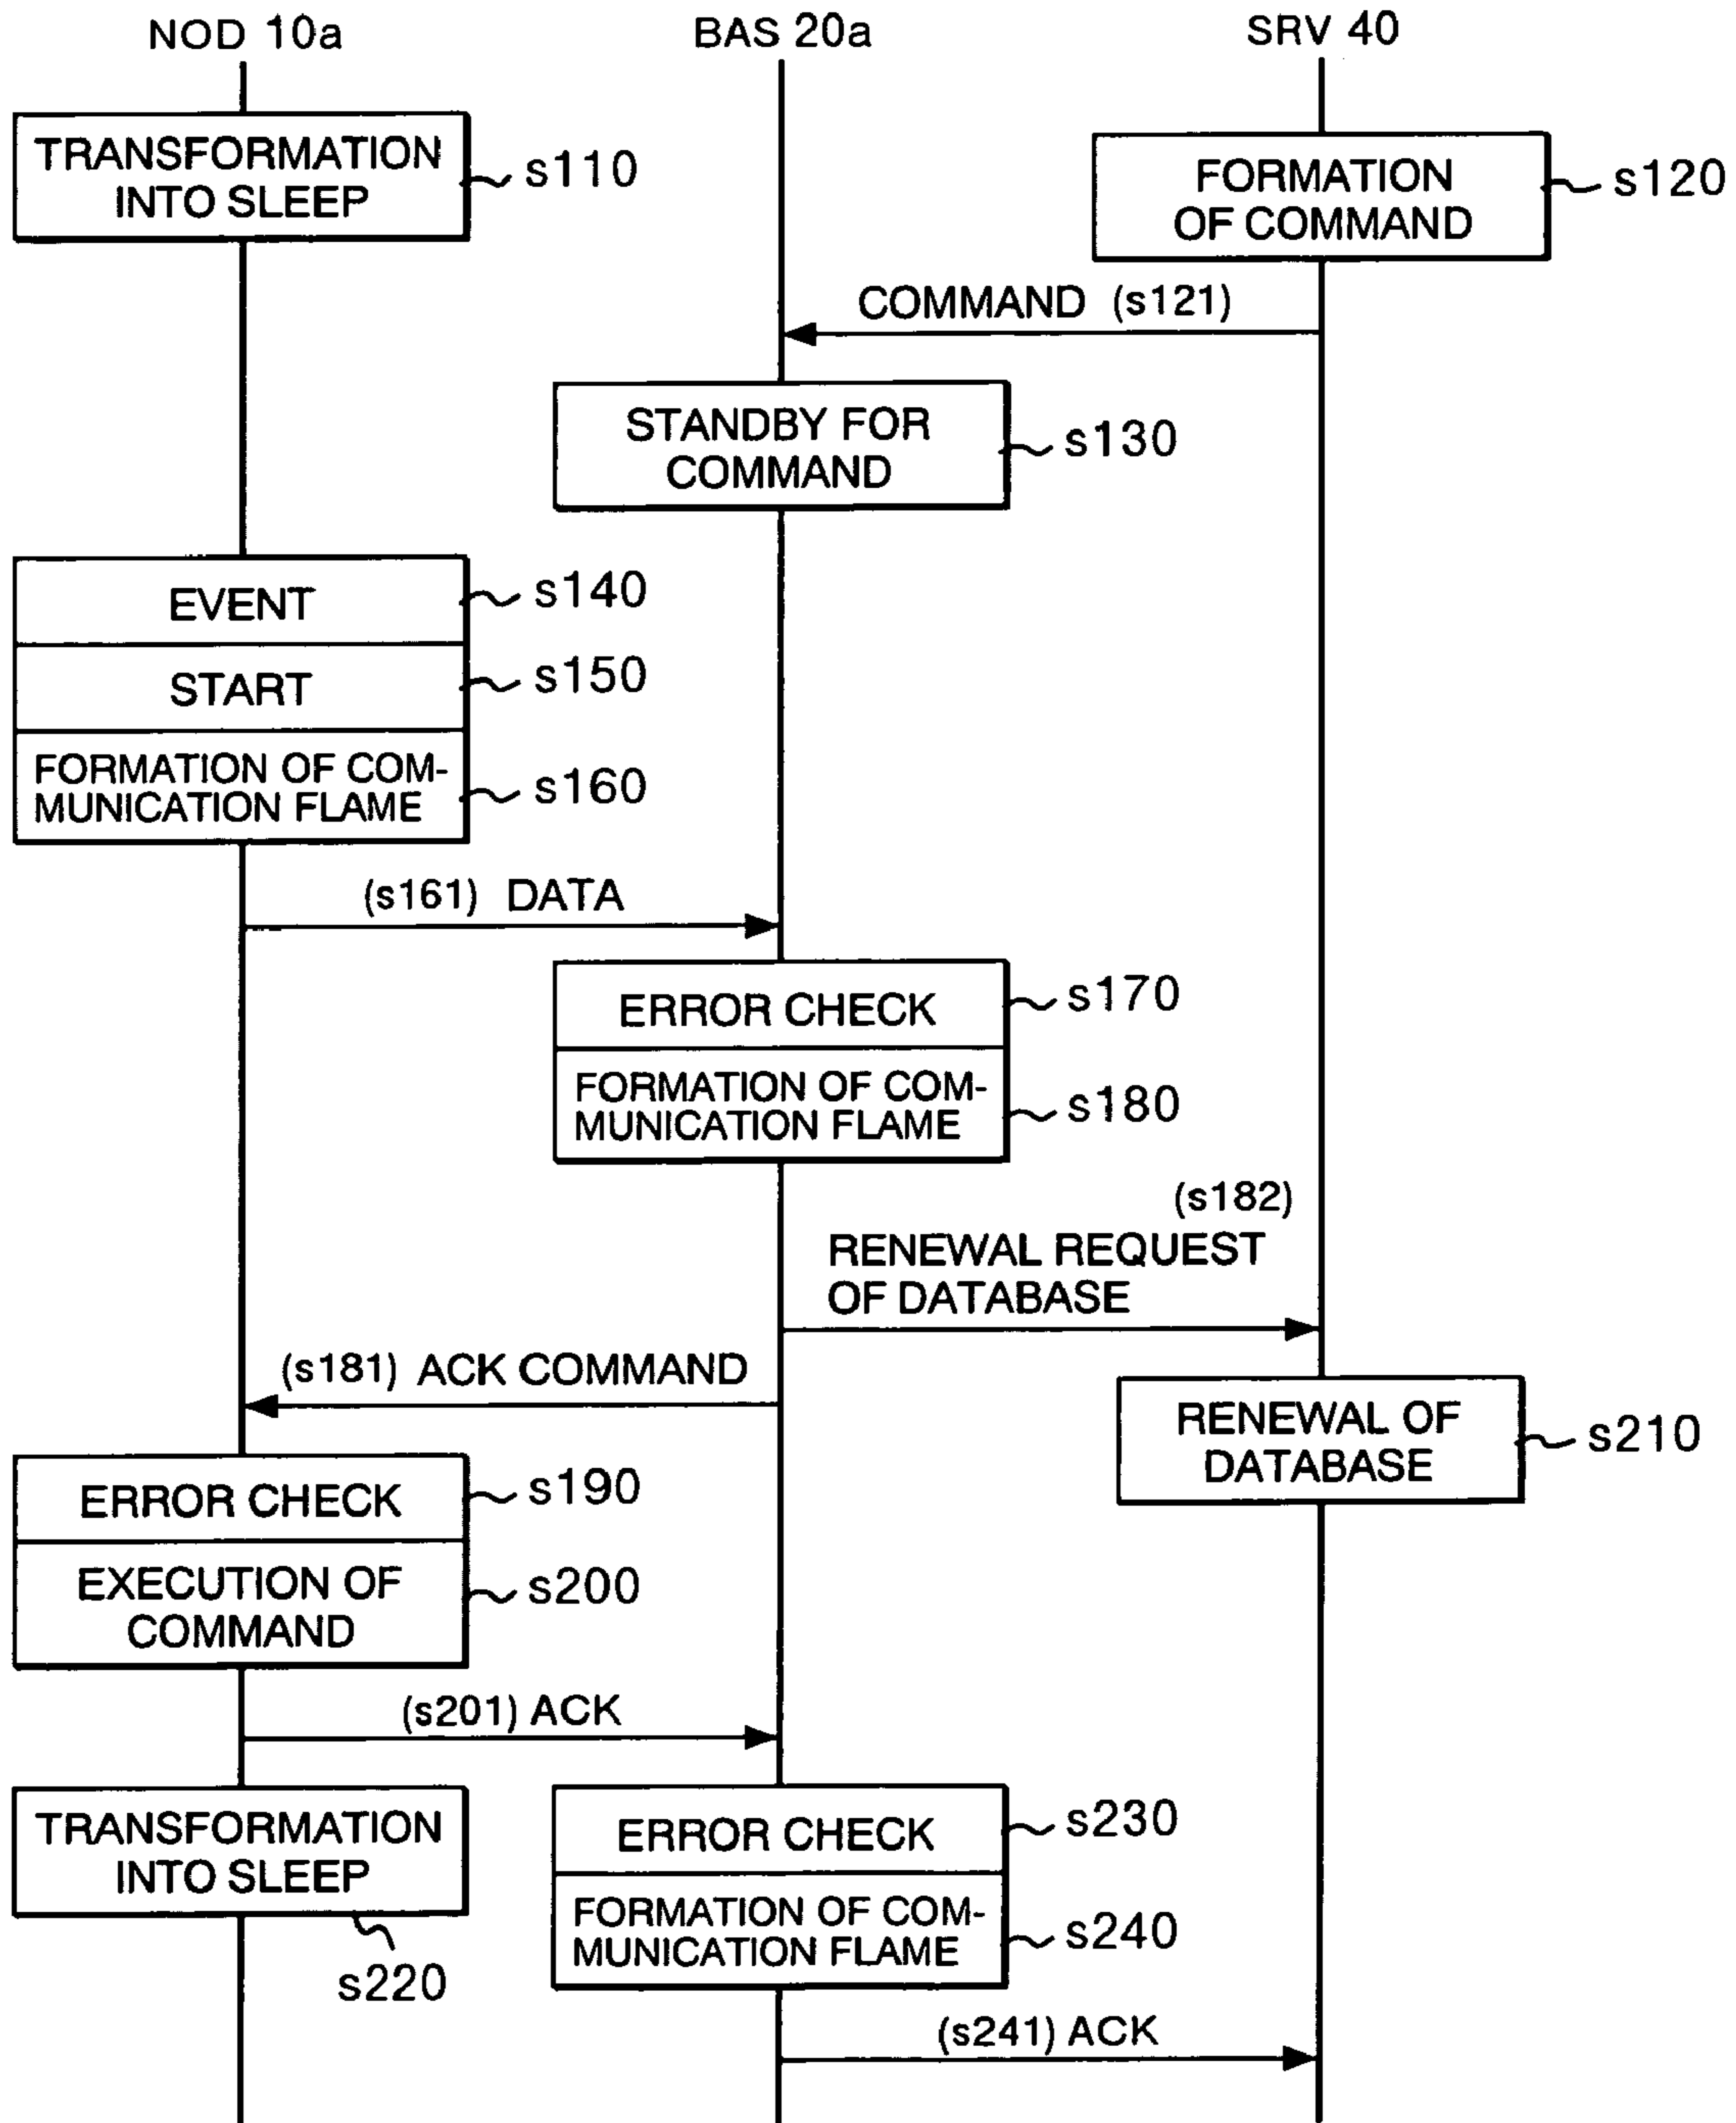 NOD 10a
BAS 20a
SRV 40
TRANSFORMATION
INTO SLEEP
s110
FORMATION
OF COMMAND
s120
COMMAND (s121)
STANDBY FOR
COMMAND
s130
EVENT
s140
START
s150
FORMATION OF COM-
MUNICATION FLAME
s160
(s161) DATA
ERROR CHECK
s170
FORMATION OF COM-
MUNICATION FLAME
s180
(s182)
RENEWAL REQUEST
OF DATABASE
(s181) ACK COMMAND
RENEWAL OF
DATABASE
s210
ERROR CHECK
s190
EXECUTION OF
COMMAND
s200
(s201) ACK
TRANSFORMATION
INTO SLEEP
s220
ERROR CHECK
s230
FORMATION OF COM-
MUNICATION FLAME
s240
(s241) ACK